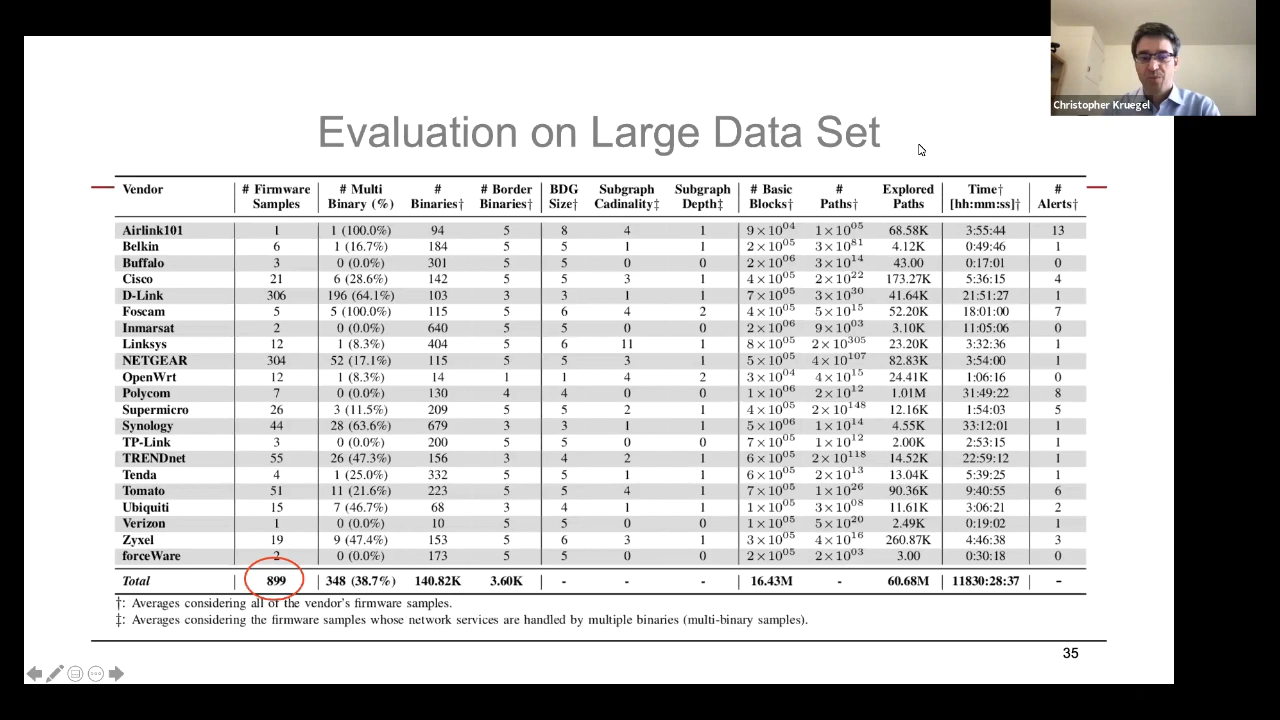 Christopher Kruegel
Evaluation on Large Data Set
Vendor # Firmware Samples # Multi Binary (%) # Binaries† # Border Binaries† BDG Size† Subgraph Cadinality‡ Subgraph Depth‡ # Basic Blocks† # Paths† Explored Paths Time† [hh:mm:ss]† # Alerts†
Airlink101 1 1 (100.0%) 94 5 8 4 1 9×10^04 1×10^05 68.58K 3:55:44 13
Belkin 6 1 (16.7%) 184 5 5 1 1 2×10^05 3×10^81 4.12K 0:49:46 1
Buffalo 3 0 (0.0%) 301 5 5 0 0 2×10^06 3×10^14 43.00 0:17:01 0
Cisco 21 6 (28.6%) 142 5 5 3 1 4×10^05 2×10^22 173.27K 5:36:15 4
D-Link 306 196 (64.1%) 103 3 3 1 1 7×10^05 3×10^30 41.64K 21:51:27 1
Foscam 5 5 (100.0%) 115 5 6 4 2 4×10^05 5×10^15 52.20K 18:01:00 7
Inmarsat 2 0 (0.0%) 640 5 5 0 0 2×10^06 9×10^03 3.10K 11:05:06 0
Linksys 12 1 (8.3%) 404 5 6 11 1 8×10^05 2×10^305 23.20K 3:32:36 1
NETGEAR 304 52 (17.1%) 115 5 5 3 1 5×10^05 4×10^107 82.83K 3:54:00 1
OpenWrt 12 1 (8.3%) 14 1 1 4 2 3×10^04 4×10^15 24.41K 1:06:16 0
Polycom 7 0 (0.0%) 130 4 4 0 0 1×10^06 2×10^12 1.01M 31:49:22 8
Supermicro 26 3 (11.5%) 209 5 5 2 1 4×10^05 2×10^148 12.16K 1:54:03 5
Synology 44 28 (63.6%) 679 3 3 1 1 5×10^06 1×10^14 4.55K 33:12:01 1
TP-Link 3 0 (0.0%) 200 5 5 0 0 7×10^05 1×10^12 2.00K 2:53:15 1
TRENDnet 55 26 (47.3%) 156 3 4 2 1 6×10^05 2×10^118 14.52K 22:59:12 1
Tenda 4 1 (25.0%) 332 5 5 1 1 6×10^05 2×10^13 13.04K 5:39:25 1
Tomato 51 11 (21.6%) 223 5 5 4 1 7×10^05 1×10^26 90.36K 9:40:55 6
Ubiquiti 15 7 (46.7%) 68 3 4 1 1 1×10^05 3×10^08 11.61K 3:06:21 2
Verizon 1 0 (0.0%) 10 5 5 0 0 1×10^05 5×10^20 2.49K 0:19:02 1
Zyxel 19 9 (47.4%) 153 5 6 3 1 3×10^05 4×10^16 260.87K 4:46:38 3
forceWare 2 0 (0.0%) 173 5 5 0 0 2×10^05 2×10^03 3.00 0:30:18 0
Total 899 348 (38.7%) 140.82K 3.60K - - - 16.43M - 60.68M 11830:28:37 -
†: Averages considering all of the vendor's firmware samples.
‡: Averages considering the firmware samples whose network services are handled by multiple binaries (multi-binary samples).
35